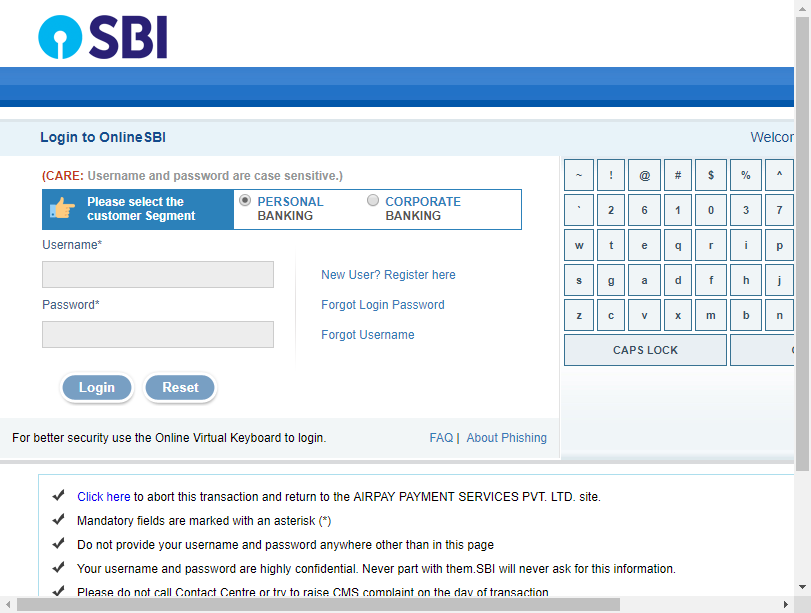 SBI
Login to OnlineSBI
Welcor
(CARE: Username and password are case sensitive.)
Please select the
customer Segment
PERSONAL
BANKING
CORPORATE
BANKING
Username*
New User? Register here
Password*
Forgot Login Password
Forgot Username
Login
Reset
~ ! @ # $ % ^
` 2 6 1 0 3 7
w t e q r i p
s g a d f h j
z c v x m b n
CAPS LOCK
For better security use the Online Virtual Keyboard to login.
FAQ | About Phishing
Click here to abort this transaction and return to the AIRPAY PAYMENT SERVICES PVT. LTD. site.
Mandatory fields are marked with an asterisk (*)
Do not provide your username and password anywhere other than in this page
Your username and password are highly confidential. Never part with them.SBI will never ask for this information.
Please do not call Contact Centre or try to raise CMS complaint on the day of transaction